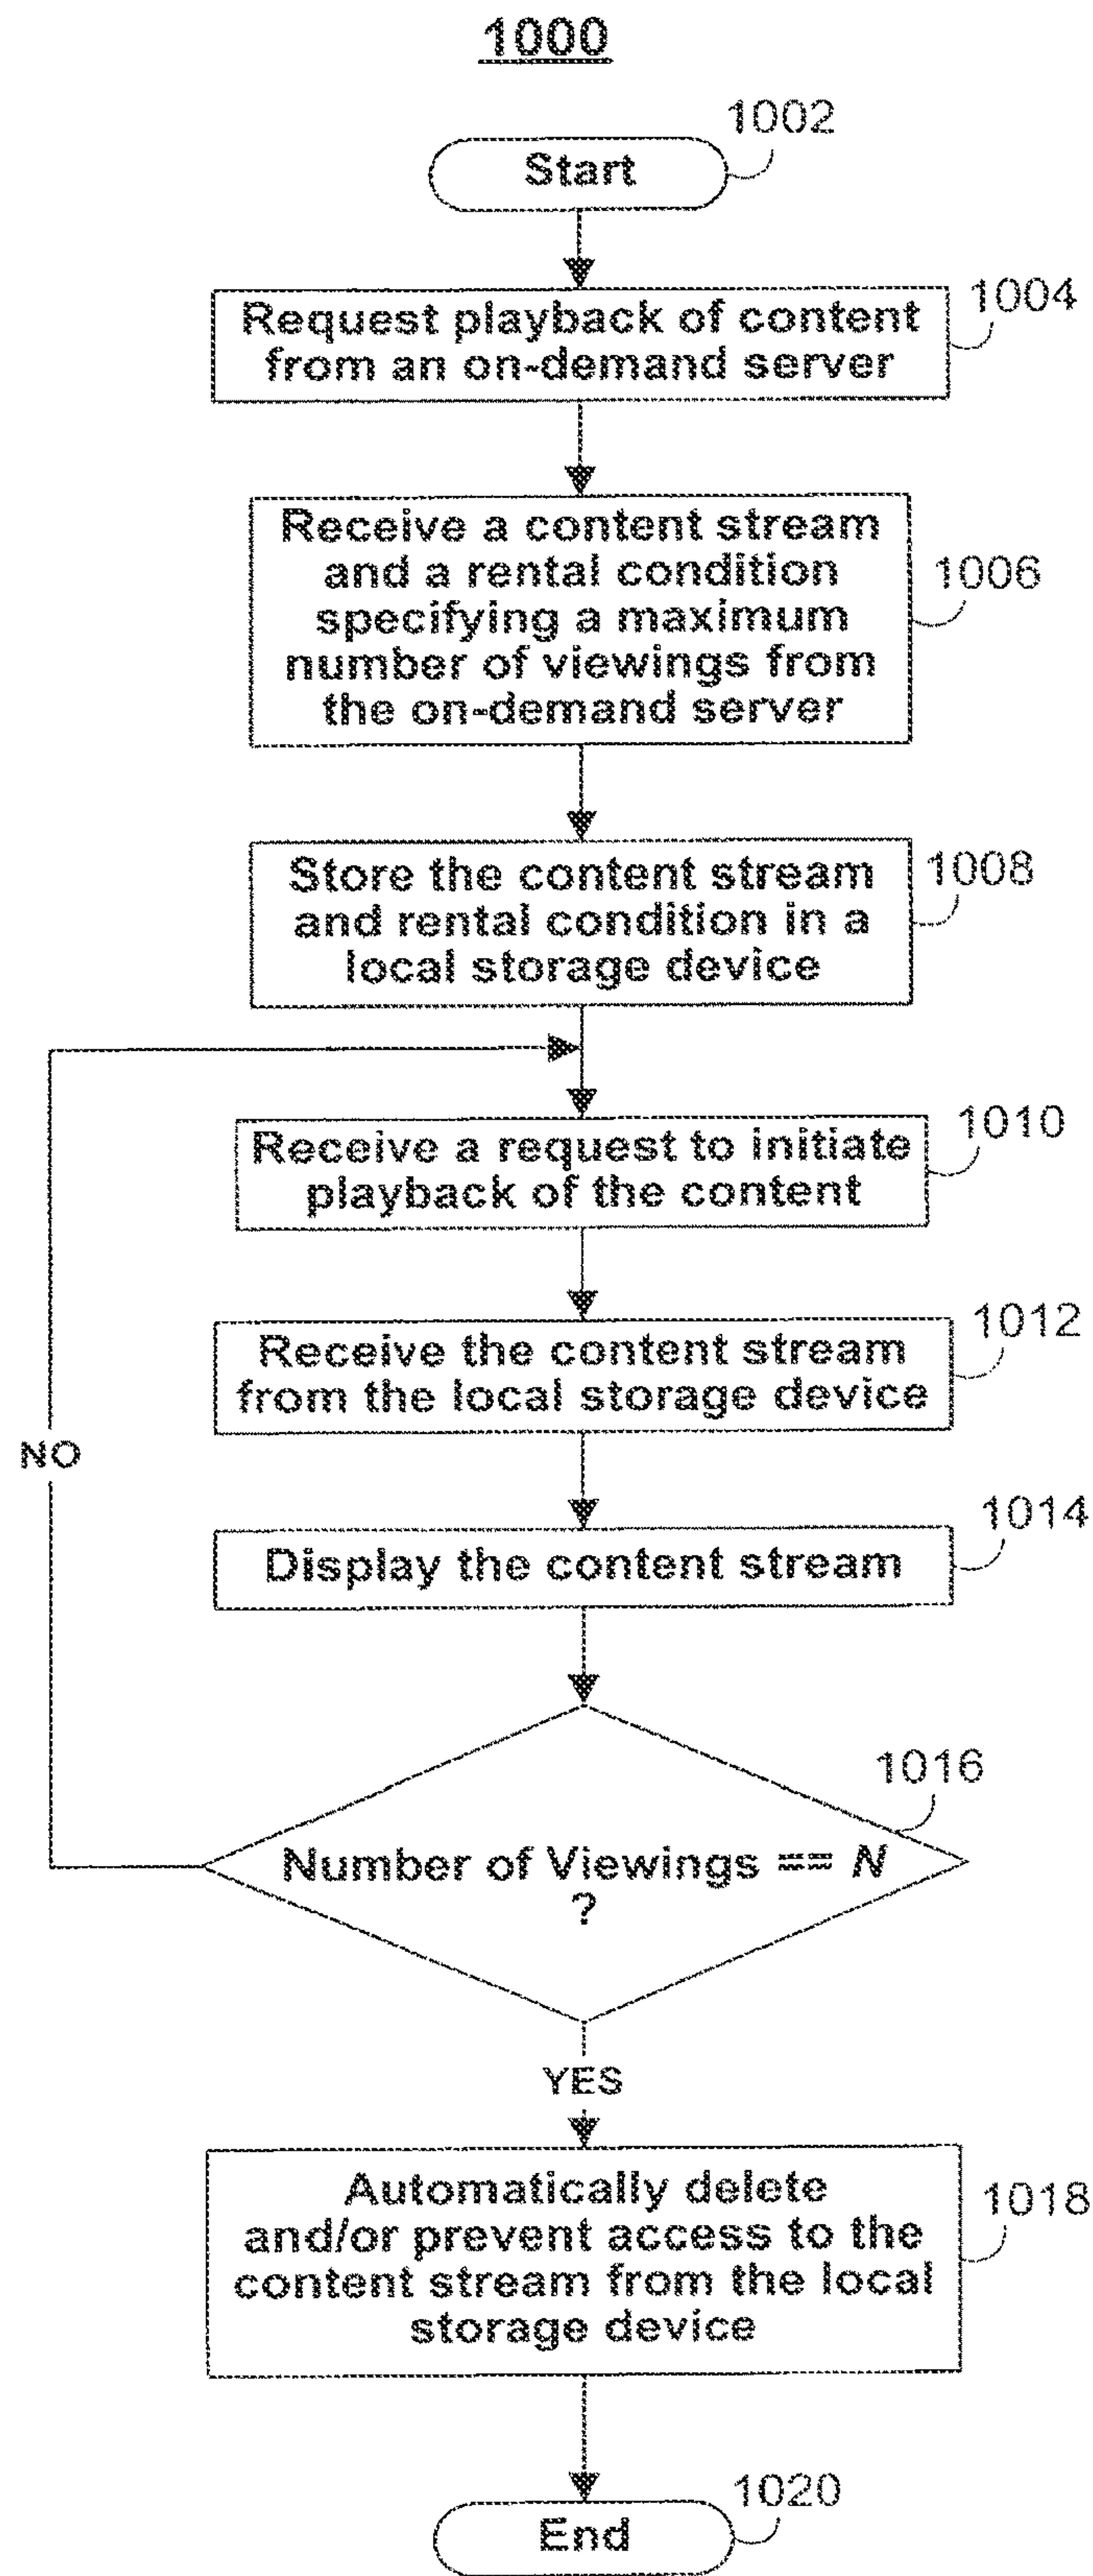 1000
1002
Start
1004
Request playback of content
from an on-demand server
Receive a content stream
and a rental condition
specifying a maximum
number of viewings from
the on-demand server
1006
Store the content stream
and rental condition in a
local storage device
1008
Receive a request to initiate
playback of the content
1010
Receive the content stream
from the local storage device
1012
NO
Display the content stream
1014
1016
Number of Viewings == N
?
YES
Automatically delete
and/or prevent access to the
content stream from the local
storage device
1018
1020
End